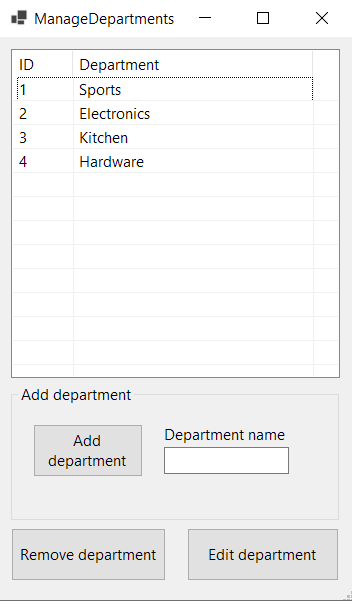 ManageDepartments
ID Department
1 Sports
2 Electronics
3 Kitchen
4 Hardware
Add department
Add
department
Department name
Remove department
Edit department